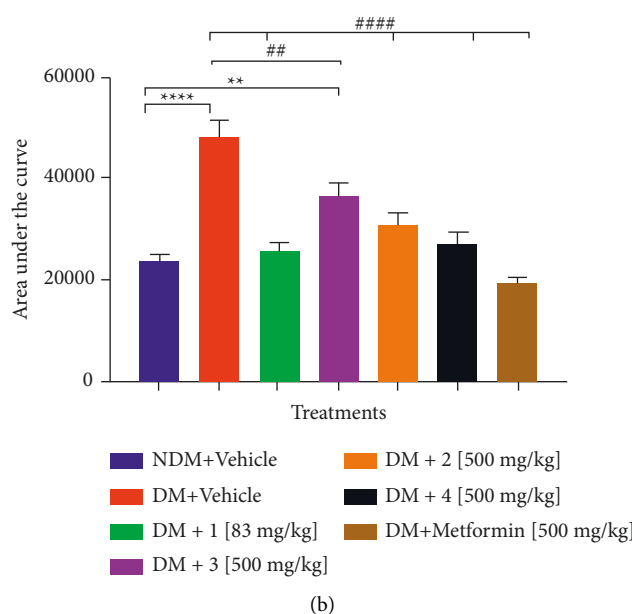 ####
##
**
****
60000
40000
20000
0
Area under the curve
Treatments
NDM+Vehicle
DM+Vehicle
DM + 1 [83 mg/kg]
DM + 3 [500 mg/kg]
DM + 2 [500 mg/kg]
DM + 4 [500 mg/kg]
DM+Metformin [500 mg/kg]
(b)